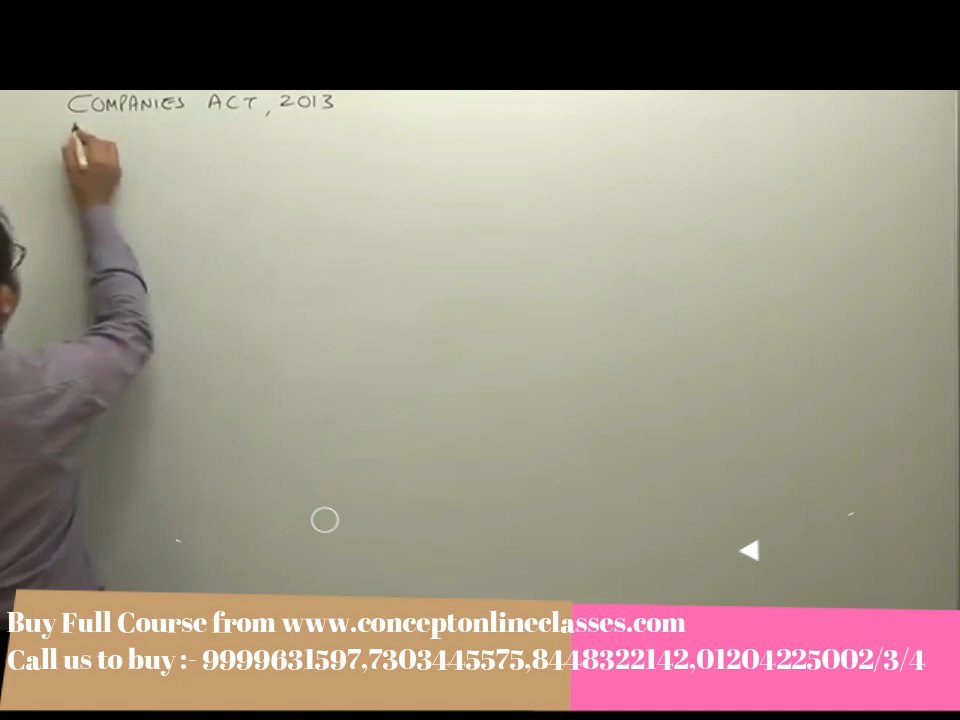 COMPANIES ACT, 2013
Buy Full Course from www.conceptonlineclasses.com
Call us to buy :- 9999631597,7303445575,8448322142,01204225002/3/4